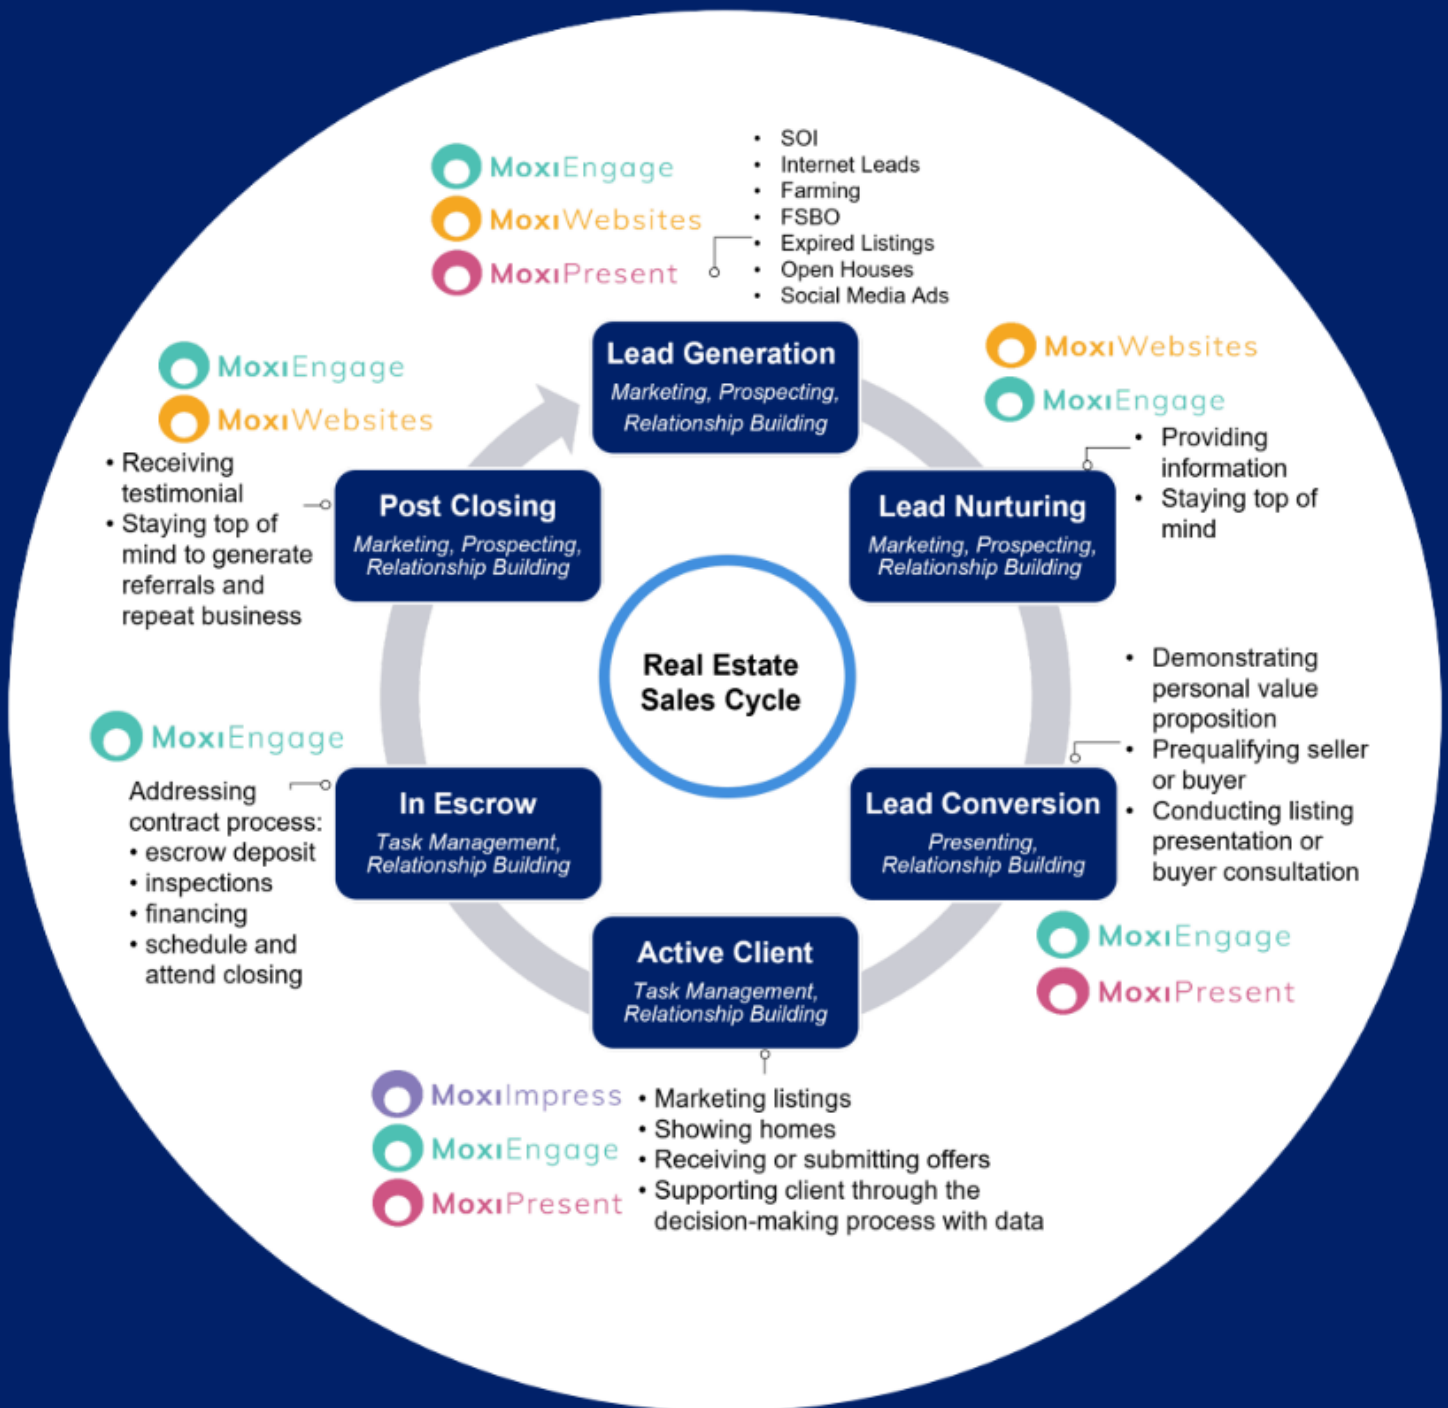 MoxiEngage
MoxiWebsites
MoxiPresent
• SOI
• Internet Leads
• Farming
• FSBO
• Expired Listings
• Open Houses
• Social Media Ads
Lead Generation
Marketing, Prospecting,
Relationship Building
MoxiWebsites
MoxiEngage
• Providing
information
• Staying top of
mind
Lead Nurturing
Marketing, Prospecting,
Relationship Building
• Demonstrating
personal value
proposition
• Prequalifying seller
or buyer
• Conducting listing
presentation or
buyer consultation
Lead Conversion
Presenting,
Relationship Building
MoxiEngage
MoxiPresent
Active Client
Task Management,
Relationship Building
MoxiImpress
MoxiEngage
MoxiPresent
• Marketing listings
• Showing homes
• Receiving or submitting offers
• Supporting client through the
decision-making process with data
In Escrow
Task Management,
Relationship Building
MoxiEngage
Addressing
contract process:
• escrow deposit
• inspections
• financing
• schedule and
attend closing
Post Closing
Marketing, Prospecting,
Relationship Building
MoxiEngage
MoxiWebsites
• Receiving
testimonial
• Staying top of
mind to generate
referrals and
repeat business
Real Estate
Sales Cycle